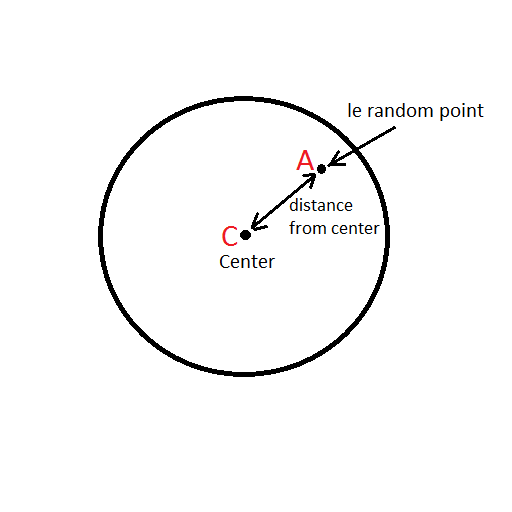 le random point
A
distance
from center
C
Center